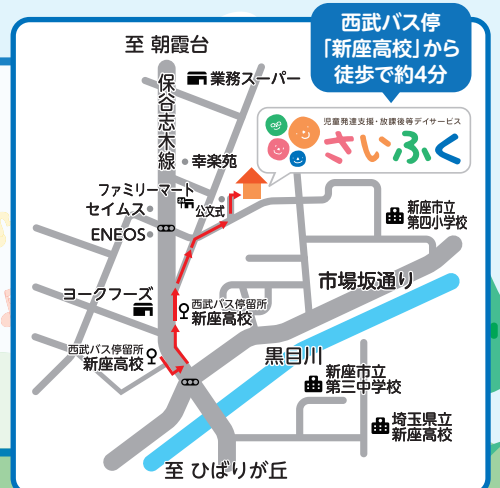 西武バス停
「新座高校」から
徒歩で約4分
至 朝霞台
業務スーパー
保谷志木線
児童発達支援・放課後等デイサービス
さいふく
幸楽苑
ファミリーマート
セイムス
公文式
ENEOS
新座市立
第四小学校
市場坂通り
ヨークフーズ
西武バス停留所
新座高校
西武バス停留所
新座高校
黒目川
新座市立
第三中学校
埼玉県立
新座高校
至 ひばりが丘